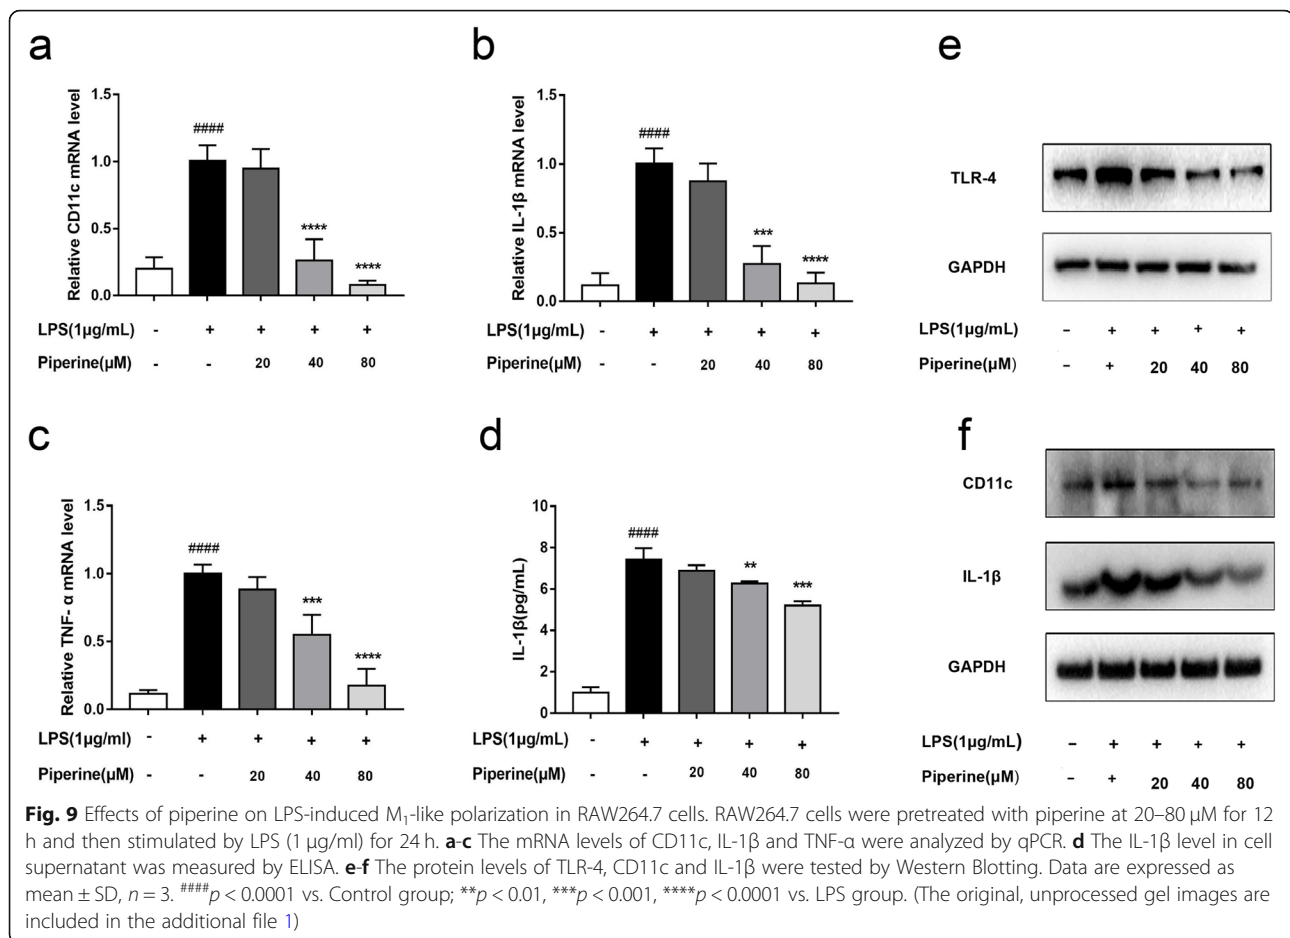 a
Relative CD11c mRNA level
1.5
1.0
0.5
0.0
####
****
****
LPS(1µg/mL) - + + + +
Piperine(µM) - - 20 40 80
b
Relative IL-1β mRNA level
1.5
1.0
0.5
0.0
####
***
****
LPS(1µg/mL) - + + + +
Piperine(µM) - - 20 40 80
e
TLR-4
GAPDH
LPS(1µg/mL) - + + + +
Piperine(µM) - + 20 40 80
c
Relative TNF- α mRNA level
1.5
1.0
0.5
0.0
####
***
****
LPS(1µg/ml) - + + + +
Piperine(µM) - - 20 40 80
d
IL-1β(pg/mL)
10
8
6
4
2
0
####
**
***
LPS(1µg/mL) - + + + +
Piperine(µM) - - 20 40 80
f
CD11c
IL-1β
GAPDH
LPS(1µg/mL) - + + + +
Piperine(µM) - + 20 40 80
Fig. 9 Effects of piperine on LPS-induced M₁-like polarization in RAW264.7 cells. RAW264.7 cells were pretreated with piperine at 20–80 µM for 12
h and then stimulated by LPS (1 µg/ml) for 24 h. a-c The mRNA levels of CD11c, IL-1β and TNF-α were analyzed by qPCR. d The IL-1β level in cell
supernatant was measured by ELISA. e-f The protein levels of TLR-4, CD11c and IL-1β were tested by Western Blotting. Data are expressed as
mean ± SD, n = 3. ####p < 0.0001 vs. Control group; **p < 0.01, ***p < 0.001, ****p < 0.0001 vs. LPS group. (The original, unprocessed gel images are
included in the additional file 1)